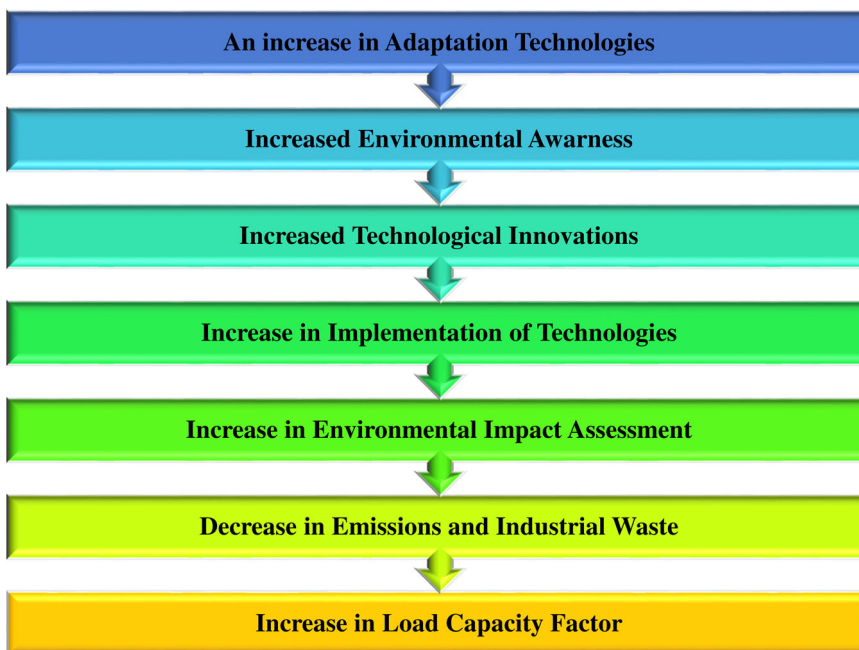 An increase in Adaptation Technologies
Increased Environmental Awarness
Increased Technological Innovations
Increase in Implementation of Technologies
Increase in Environmental Impact Assessment
Decrease in Emissions and Industrial Waste
Increase in Load Capacity Factor